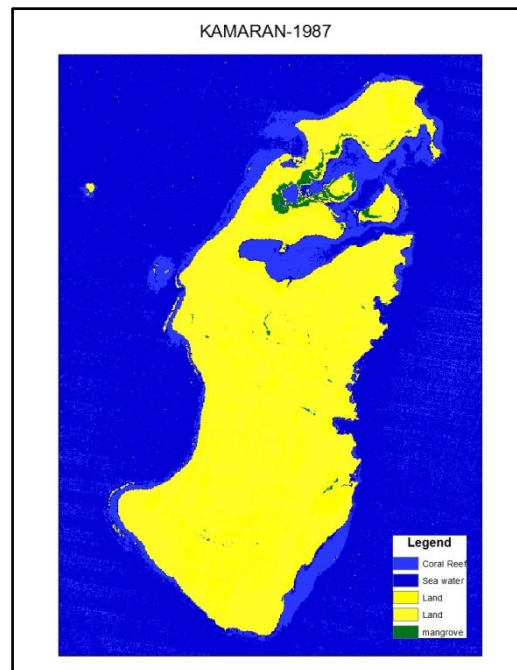 KAMARAN-1987
Legend
Coral Reef
Sea water
Land
Land
mangrove